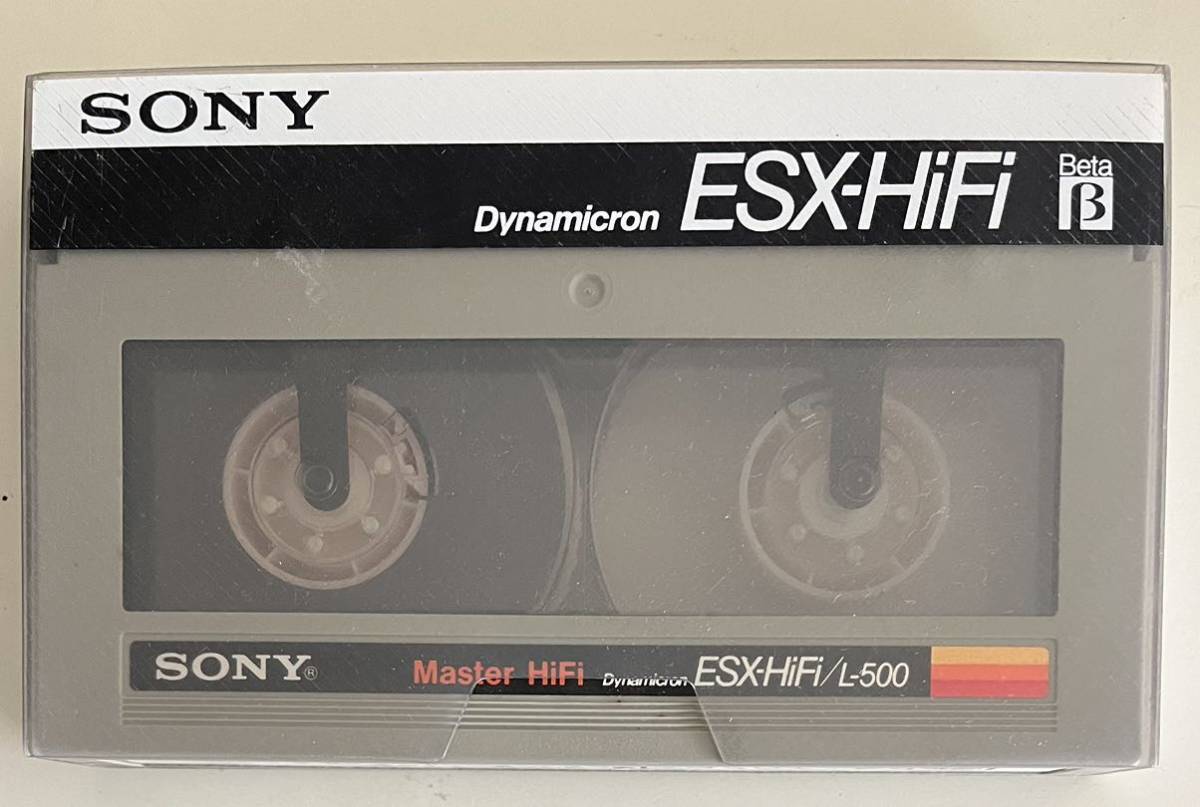 SONY
Dynamicron ESX-HiFi Beta
β
SONY® Master HiFi Dynamicron ESX-HiFi/L-500